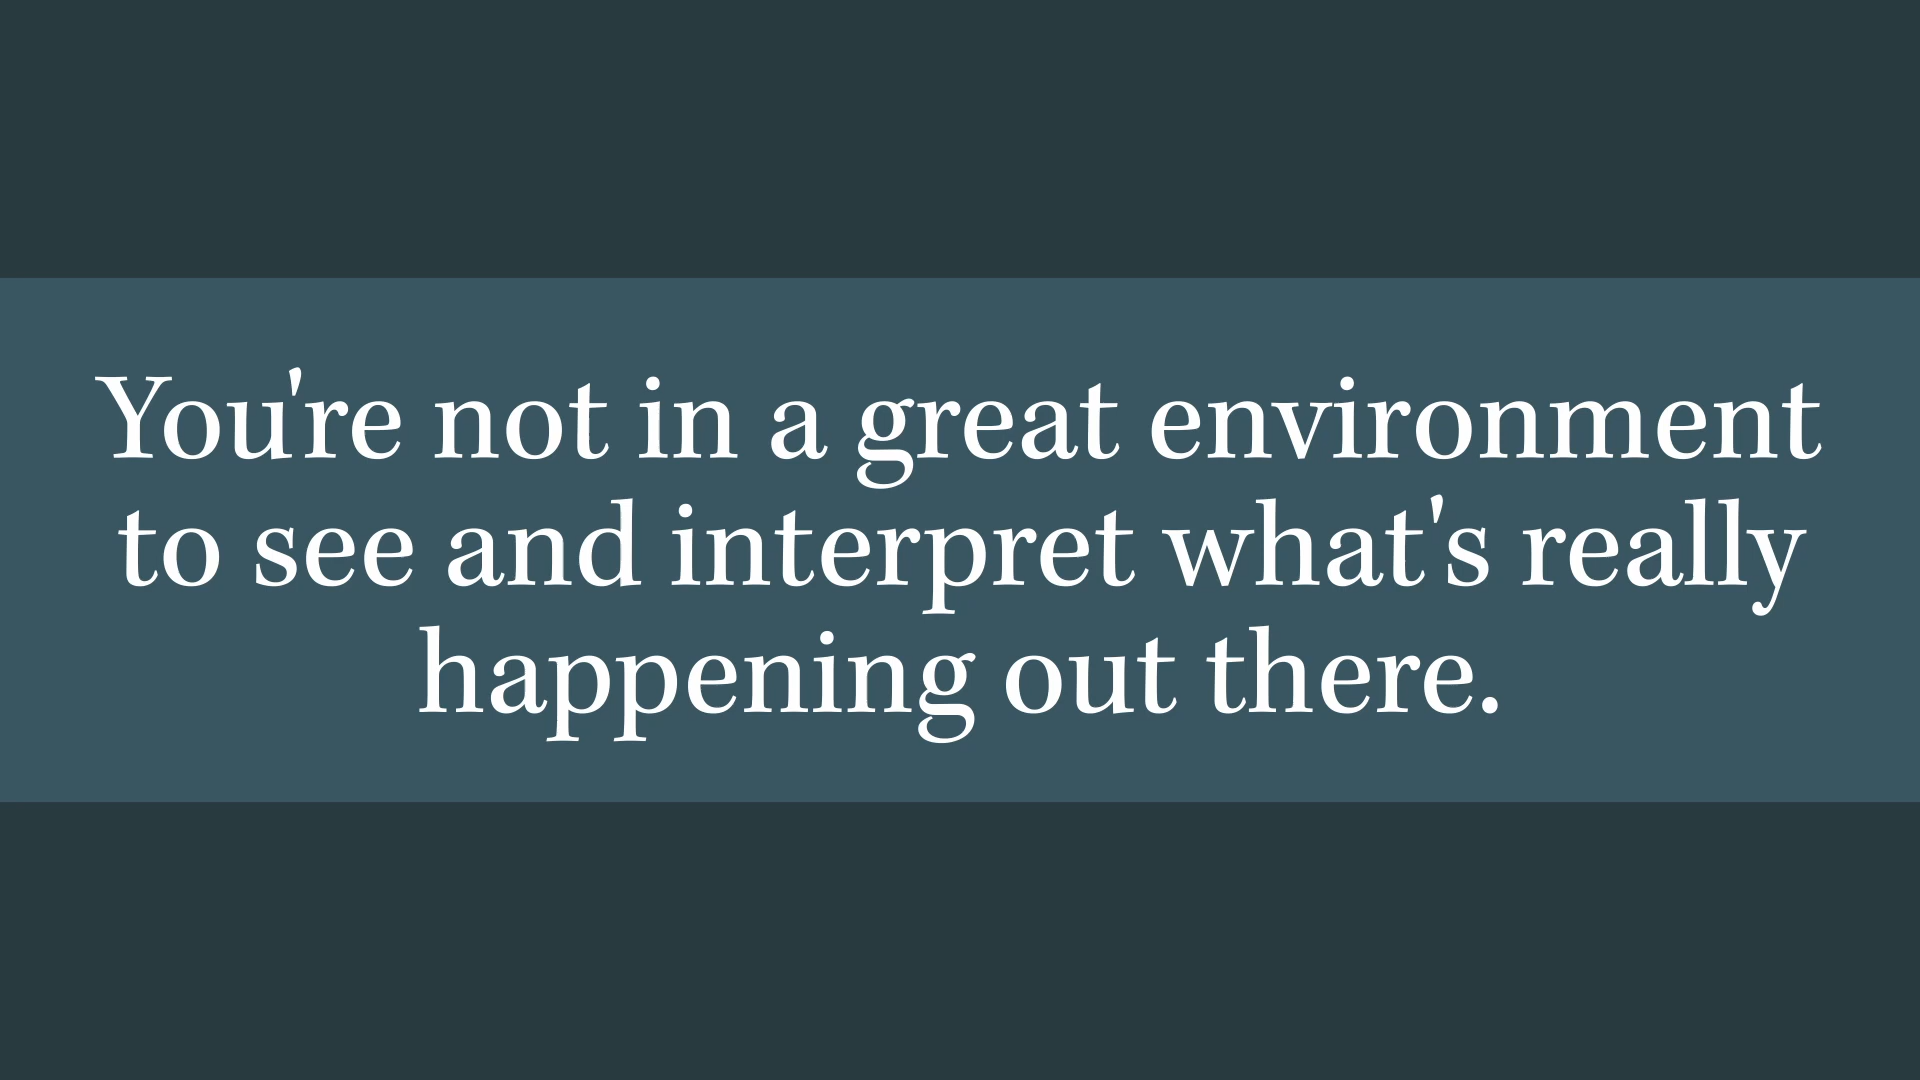 You're not in a great environment
to see and interpret what's really
happening out there.